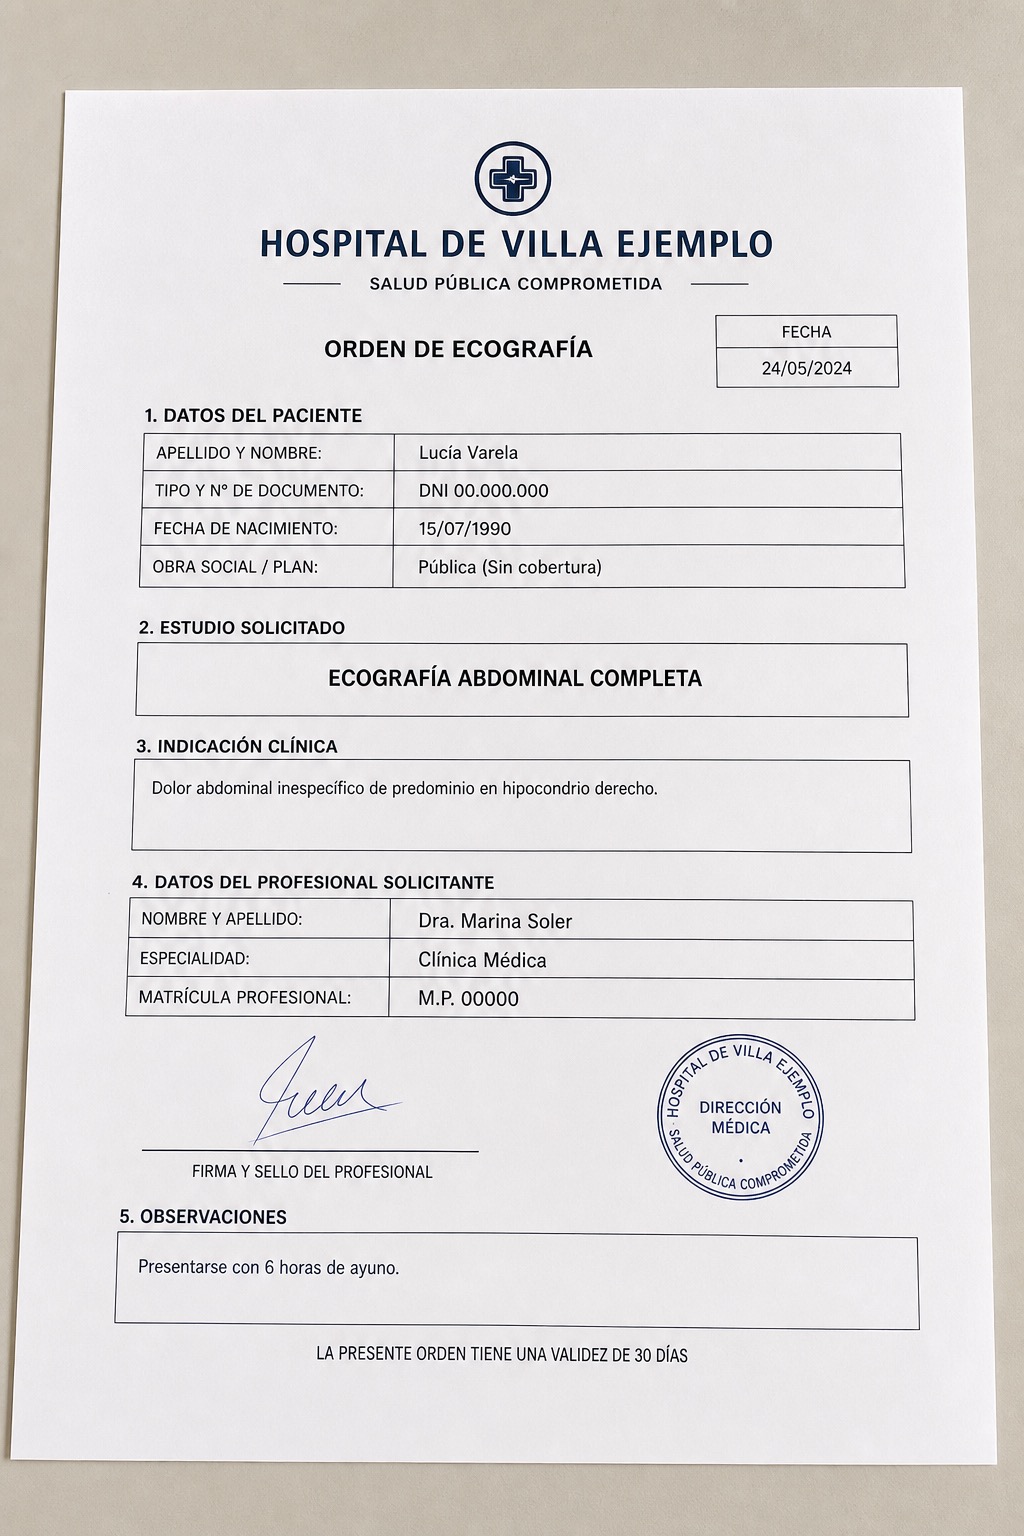 HOSPITAL DE VILLA EJEMPLO
SALUD PÚBLICA COMPROMETIDA
ORDEN DE ECOGRAFÍA
FECHA
24/05/2024
1. DATOS DEL PACIENTE
APELLIDO Y NOMBRE: Lucía Varela
TIPO Y Nº DE DOCUMENTO: DNI 00.000.000
FECHA DE NACIMIENTO: 15/07/1990
OBRA SOCIAL / PLAN: Pública (Sin cobertura)
2. ESTUDIO SOLICITADO
ECOGRAFÍA ABDOMINAL COMPLETA
3. INDICACIÓN CLÍNICA
Dolor abdominal inespecífico de predominio en hipocondrio derecho.
4. DATOS DEL PROFESIONAL SOLICITANTE
NOMBRE Y APELLIDO: Dra. Marina Soler
ESPECIALIDAD: Clínica Médica
MATRÍCULA PROFESIONAL: M.P. 00000
HOSPITAL DE VILLA EJEMPLO
DIRECCIÓN
MÉDICA
SALUD PÚBLICA COMPROMETIDA
FIRMA Y SELLO DEL PROFESIONAL
5. OBSERVACIONES
Presentarse con 6 horas de ayuno.
LA PRESENTE ORDEN TIENE UNA VALIDEZ DE 30 DÍAS